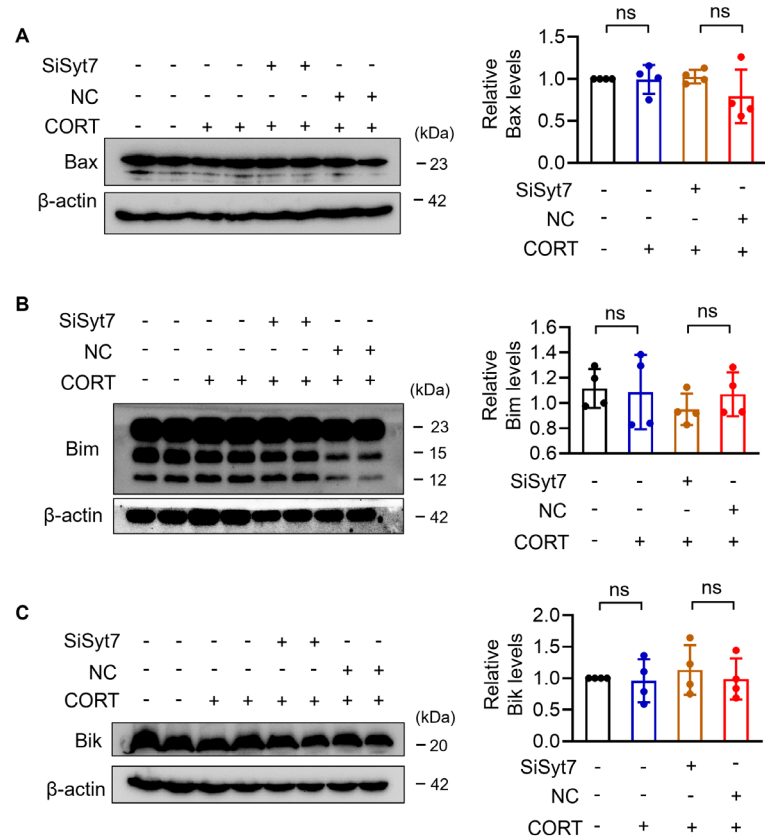 A
SiSyt7 - - - - + + - -
NC - - - - - - + +
CORT - - + + + + + +
(kDa)
Bax
- 23
β-actin
- 42
Relative
Bax levels
1.5
1.0
0.5
0.0
ns
ns
SiSyt7 - - + -
NC - - - +
CORT - + + +
B
SiSyt7 - - - - + + - -
NC - - - - - - + +
CORT - - + + + + + +
(kDa)
Bim
- 23
- 15
- 12
β-actin
- 42
Relative
Bim levels
1.6
1.4
1.2
1.0
0.8
0.6
ns
ns
SiSyt7 - - + -
NC - - - +
CORT - + + +
C
SiSyt7 - - - - + + - -
NC - - - - - - + +
CORT - - + + + + + +
(kDa)
Bik
- 20
β-actin
- 42
Relative
Bik levels
2.0
1.5
1.0
0.5
0.0
ns
ns
SiSyt7 - - + -
NC - - - +
CORT - + + +